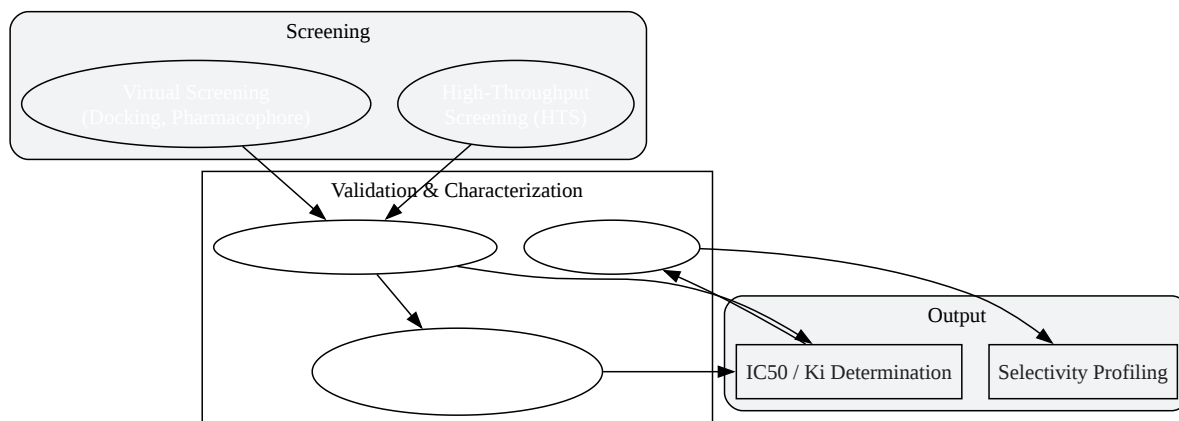 Screening
Virtual Screening
(Docking, Pharmacophore)
High-Throughput
Screening (HTS)
Validation & Characterization
Output
IC50 / Ki Determination
Selectivity Profiling